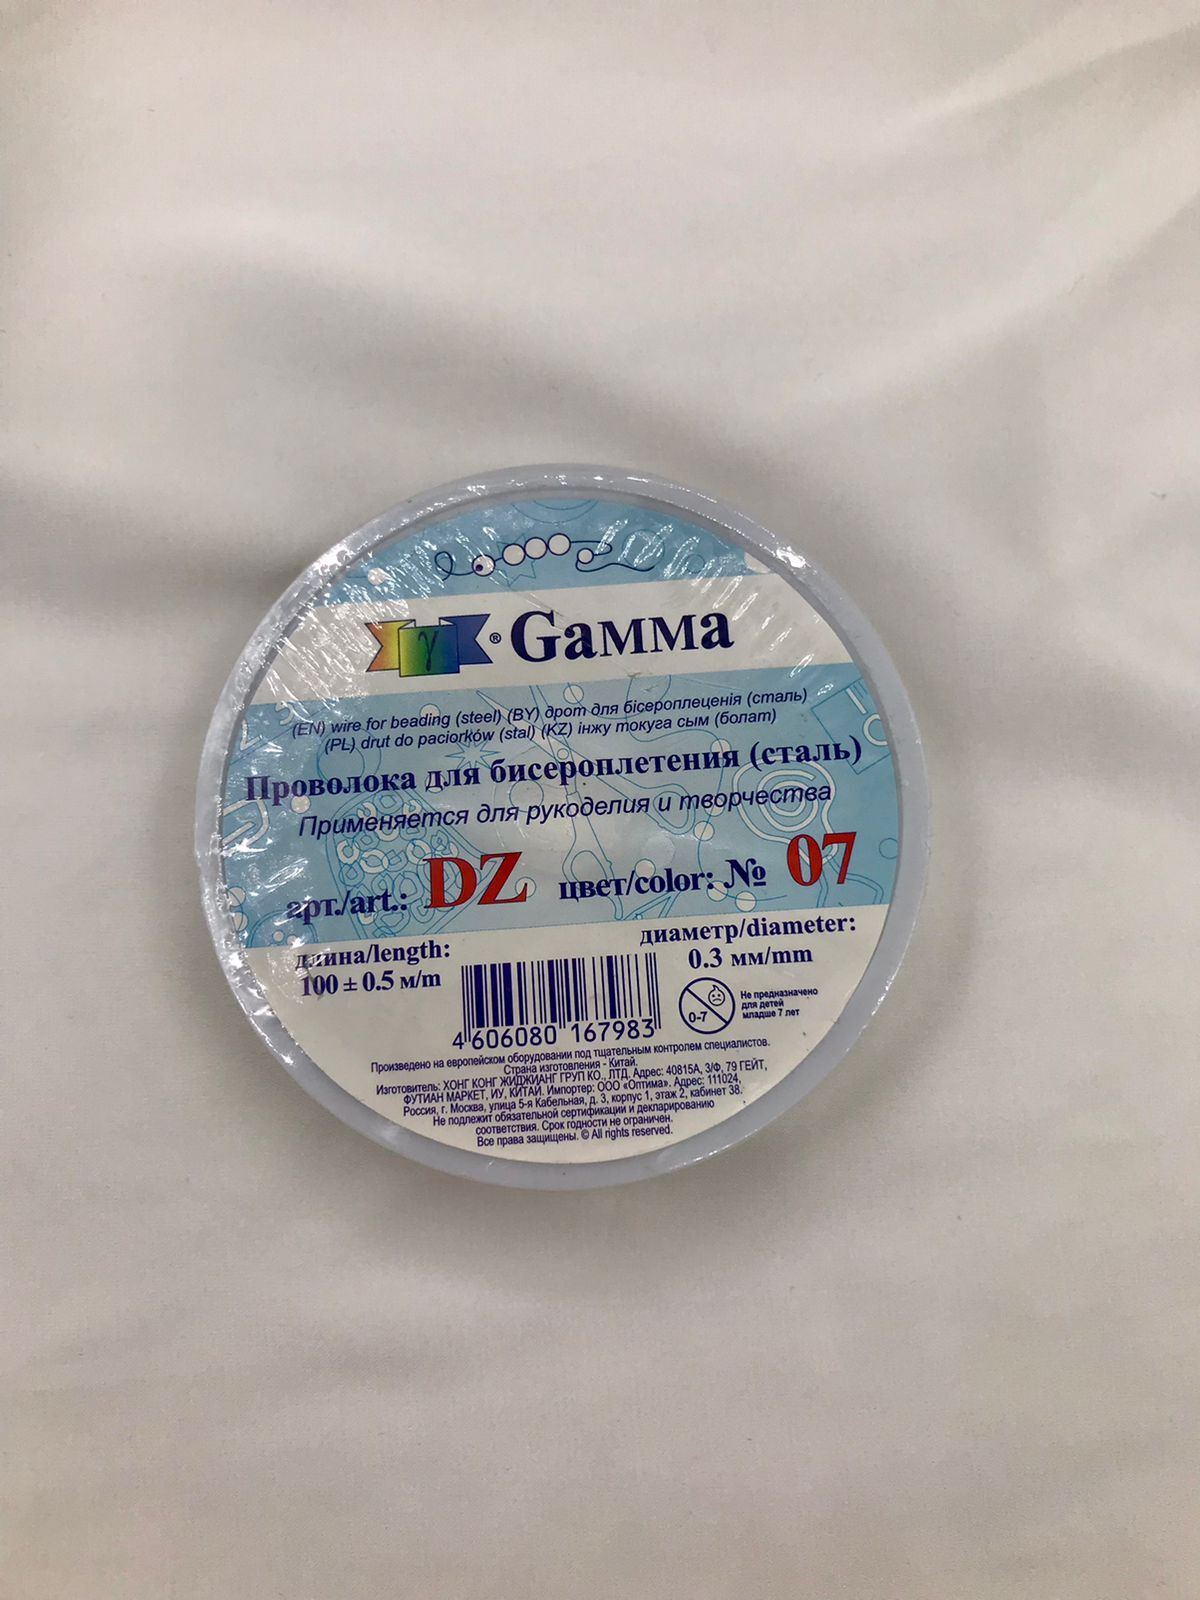 γ ® Gamma
(EN) wire for beading (steel) (BY) дрот для бісероплеценія (сталь)
(PL) drut do paciorków (stal) (KZ) інжу токуга сым (болат)
Проволока для бисероплетения (сталь)
Применяется для рукоделия и творчества
арт./art.: DZ цвет/color: № 07
длина/length:
100 ± 0.5 м/m
диаметр/diameter:
0.3 мм/mm
4 606080 167983
0-7
Не предназначено
для детей
младше 7 лет
Произведено на европейском оборудовании под тщательным контролем специалистов.
Страна изготовления - Китай.
Изготовитель: ХОНГ КОНГ ЖИДЖИАНГ ГРУП КО., ЛТД. Адрес: 40815А, 3/Ф, 79 ГЕЙТ,
ФУТИАН МАРКЕТ, ИУ, КИТАЙ. Импортер: ООО «Оптима». Адрес: 111024,
Россия, г. Москва, улица 5-я Кабельная, д. 3, корпус 1, этаж 2, кабинет 38.
Не подлежит обязательной сертификации и декларированию
соответствия. Срок годности не ограничен.
Все права защищены. © All rights reserved.